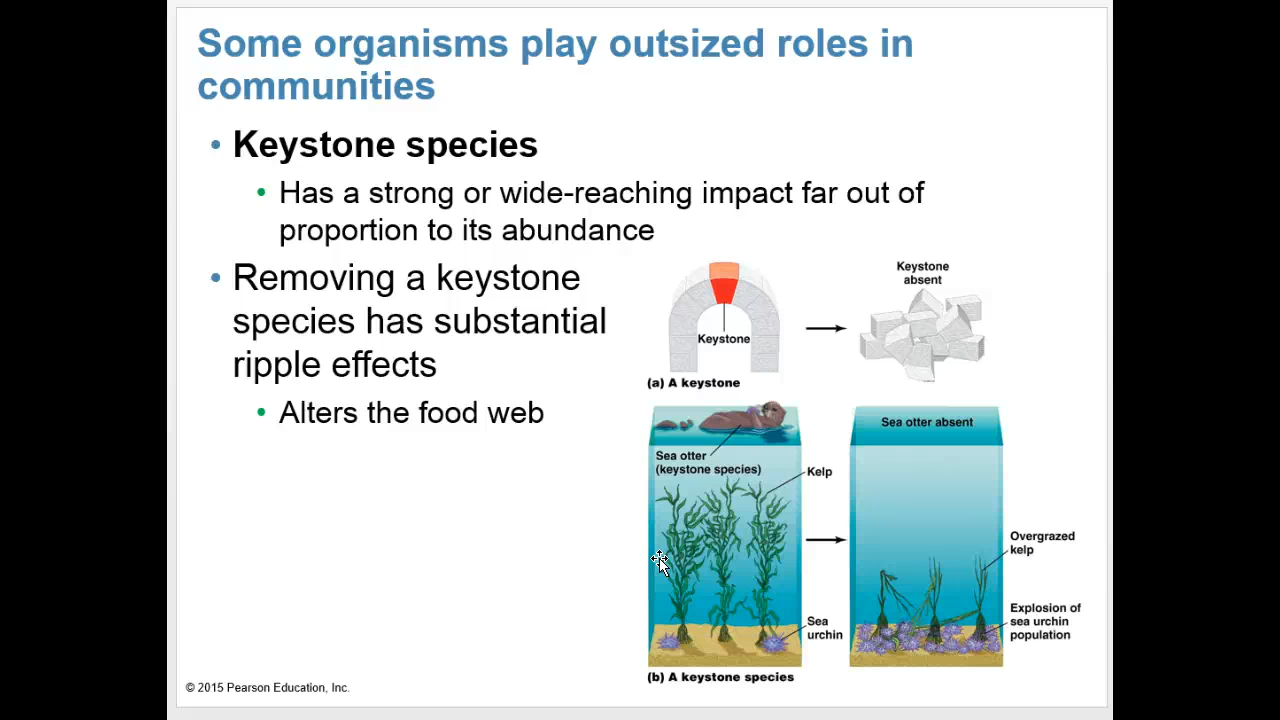 Some organisms play outsized roles in
communities
• Keystone species
• Has a strong or wide-reaching impact far out of
proportion to its abundance
• Removing a keystone
species has substantial
ripple effects
• Alters the food web
Keystone
absent
Keystone
(a) A keystone
Sea otter absent
Sea otter
(keystone species)
Kelp
Overgrazed
kelp
Sea
urchin
Explosion of
sea urchin
population
(b) A keystone species
© 2015 Pearson Education, Inc.